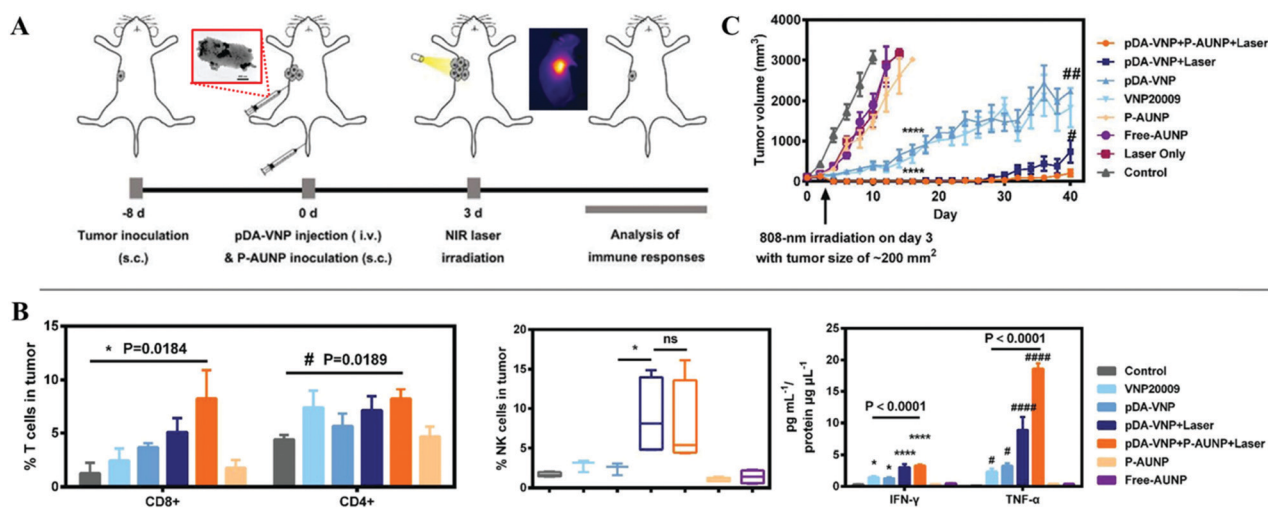 A
-8 d
0 d
3 d
Tumor inoculation
(s.c.)
pDA-VNP injection ( i.v.)
& P-AUNP inoculation (s.c.)
NIR laser
irradiation
Analysis of
immune responses
C
Tumor volume (mm³)
4000
3000
2000
1000
0
****
****
##
#
0
10
20
30
40
Day
808-nm irradiation on day 3
with tumor size of ~200 mm²
pDA-VNP+P-AUNP+Laser
pDA-VNP+Laser
pDA-VNP
VNP20009
P-AUNP
Free-AUNP
Laser Only
Control
B
% T cells in tumor
15
10
5
0
* P=0.0184
# P=0.0189
CD8+
CD4+
% NK cells in tumor
20
15
10
5
0
*
ns
pg mL⁻¹/
protein µg µL⁻¹
25
20
15
10
5
0
P < 0.0001
P < 0.0001
*
*
****
****
#
#
####
####
IFN-γ
TNF-α
Control
VNP20009
pDA-VNP
pDA-VNP+Laser
pDA-VNP+P-AUNP+Laser
P-AUNP
Free-AUNP